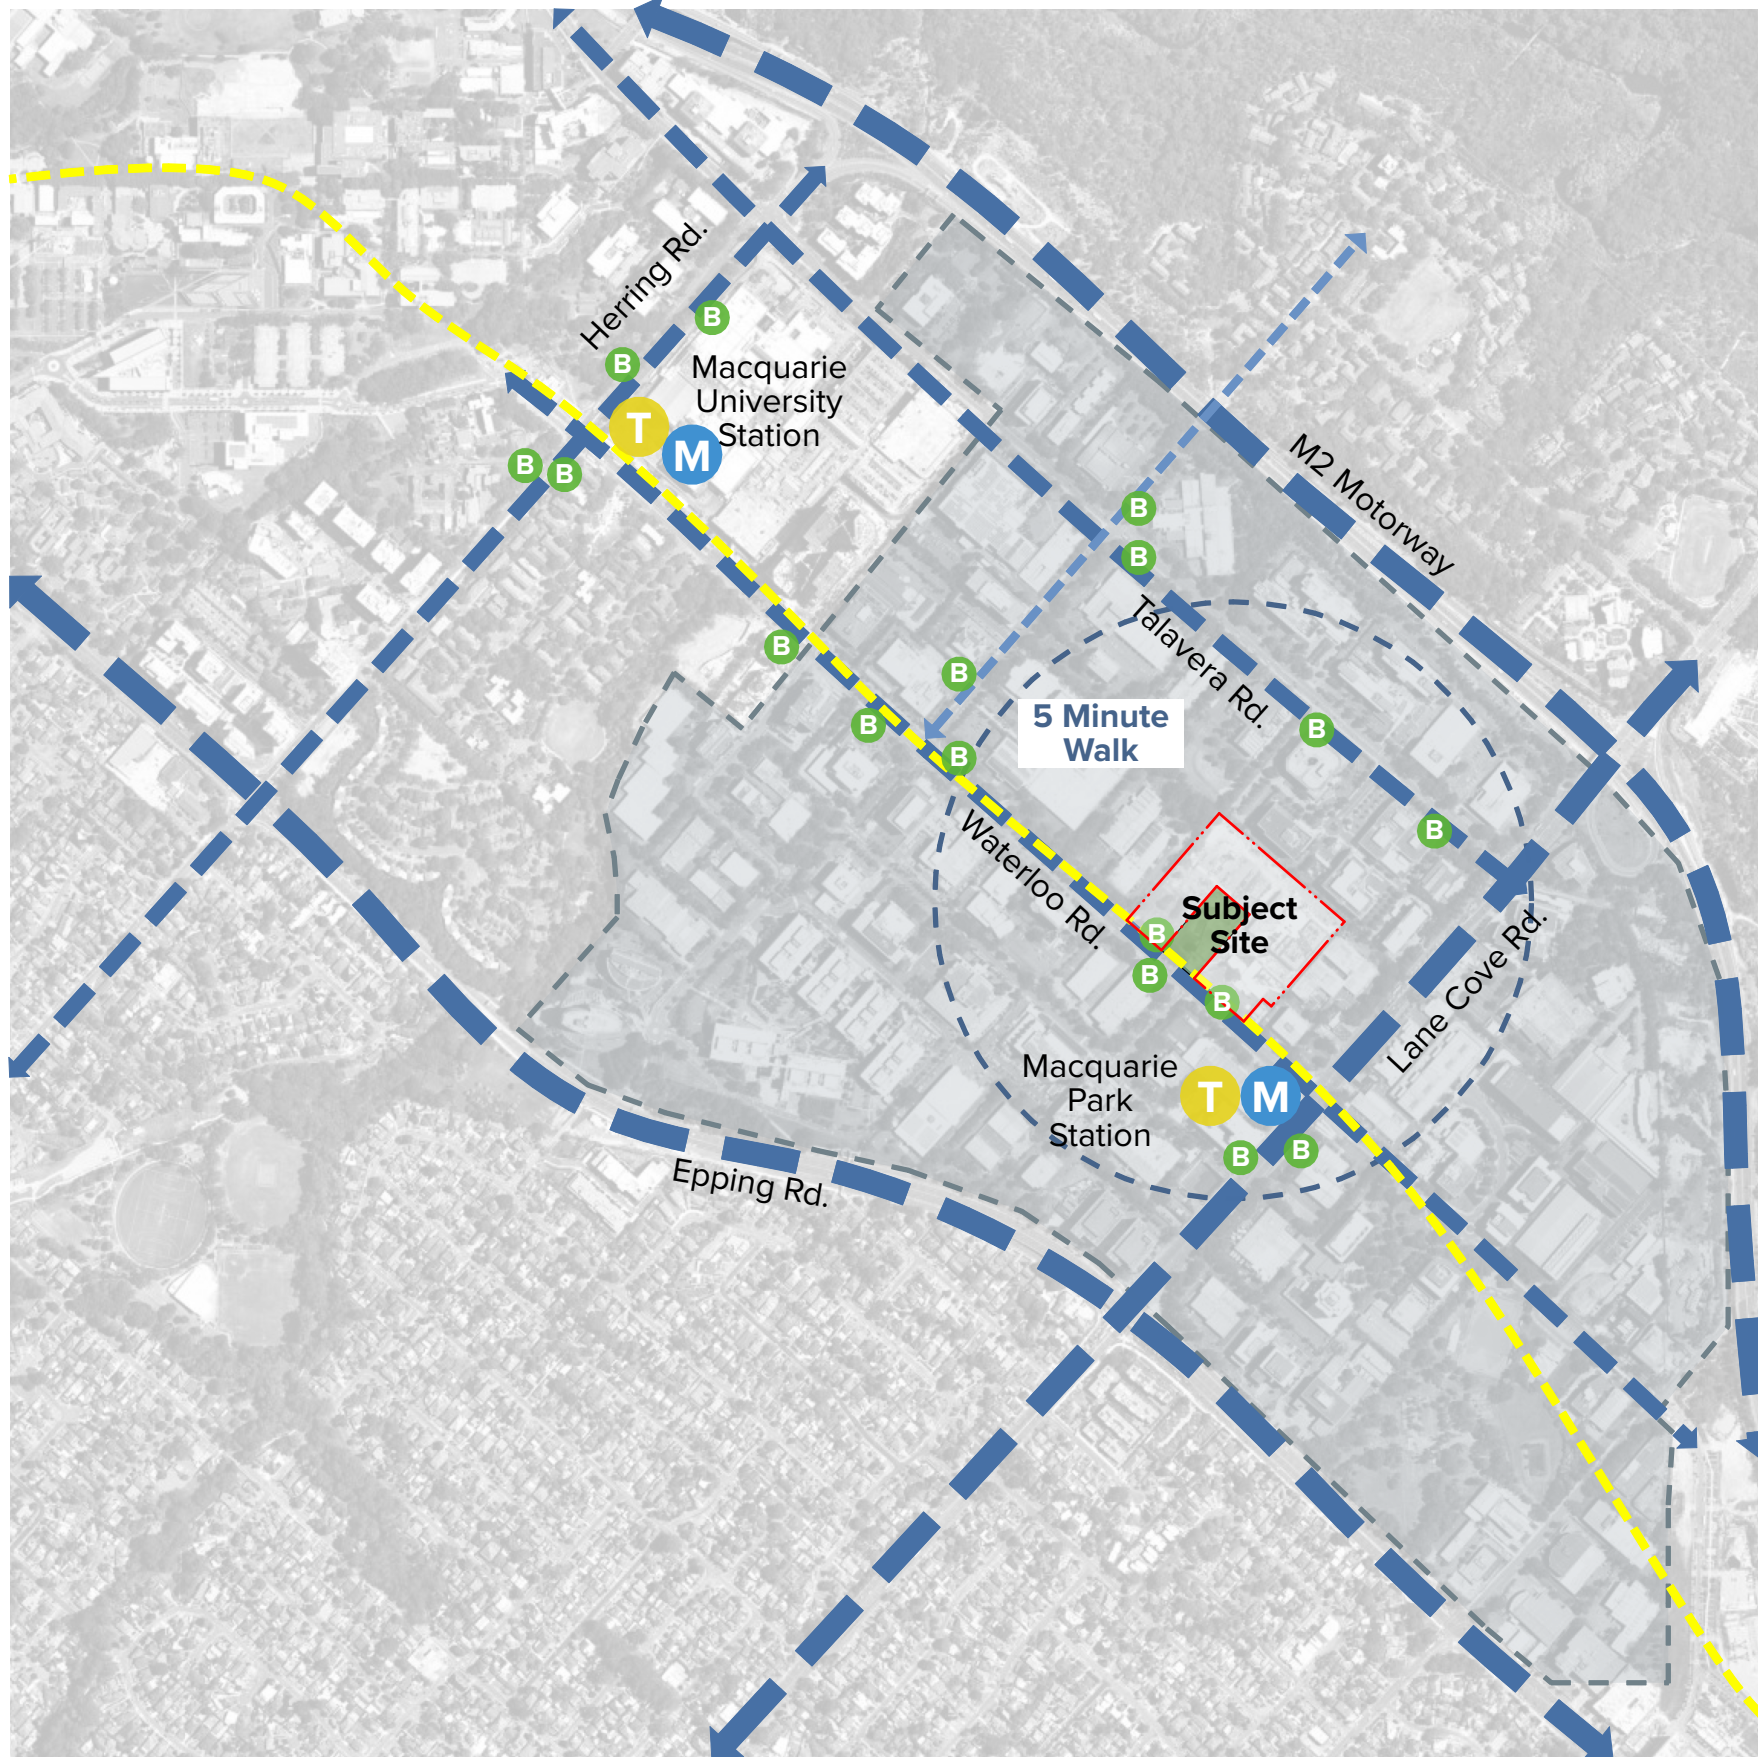 Herring Rd.
B
B
Macquarie
University
Station
T
M
B
B
M2 Motorway
B
B
Talavera Rd.
B
B
B
B
5 Minute
Walk
B
B
Waterloo Rd.
Subject
Site
B
B
B
Lane Cove Rd.
Macquarie
Park
Station
T
M
B
B
Epping Rd.